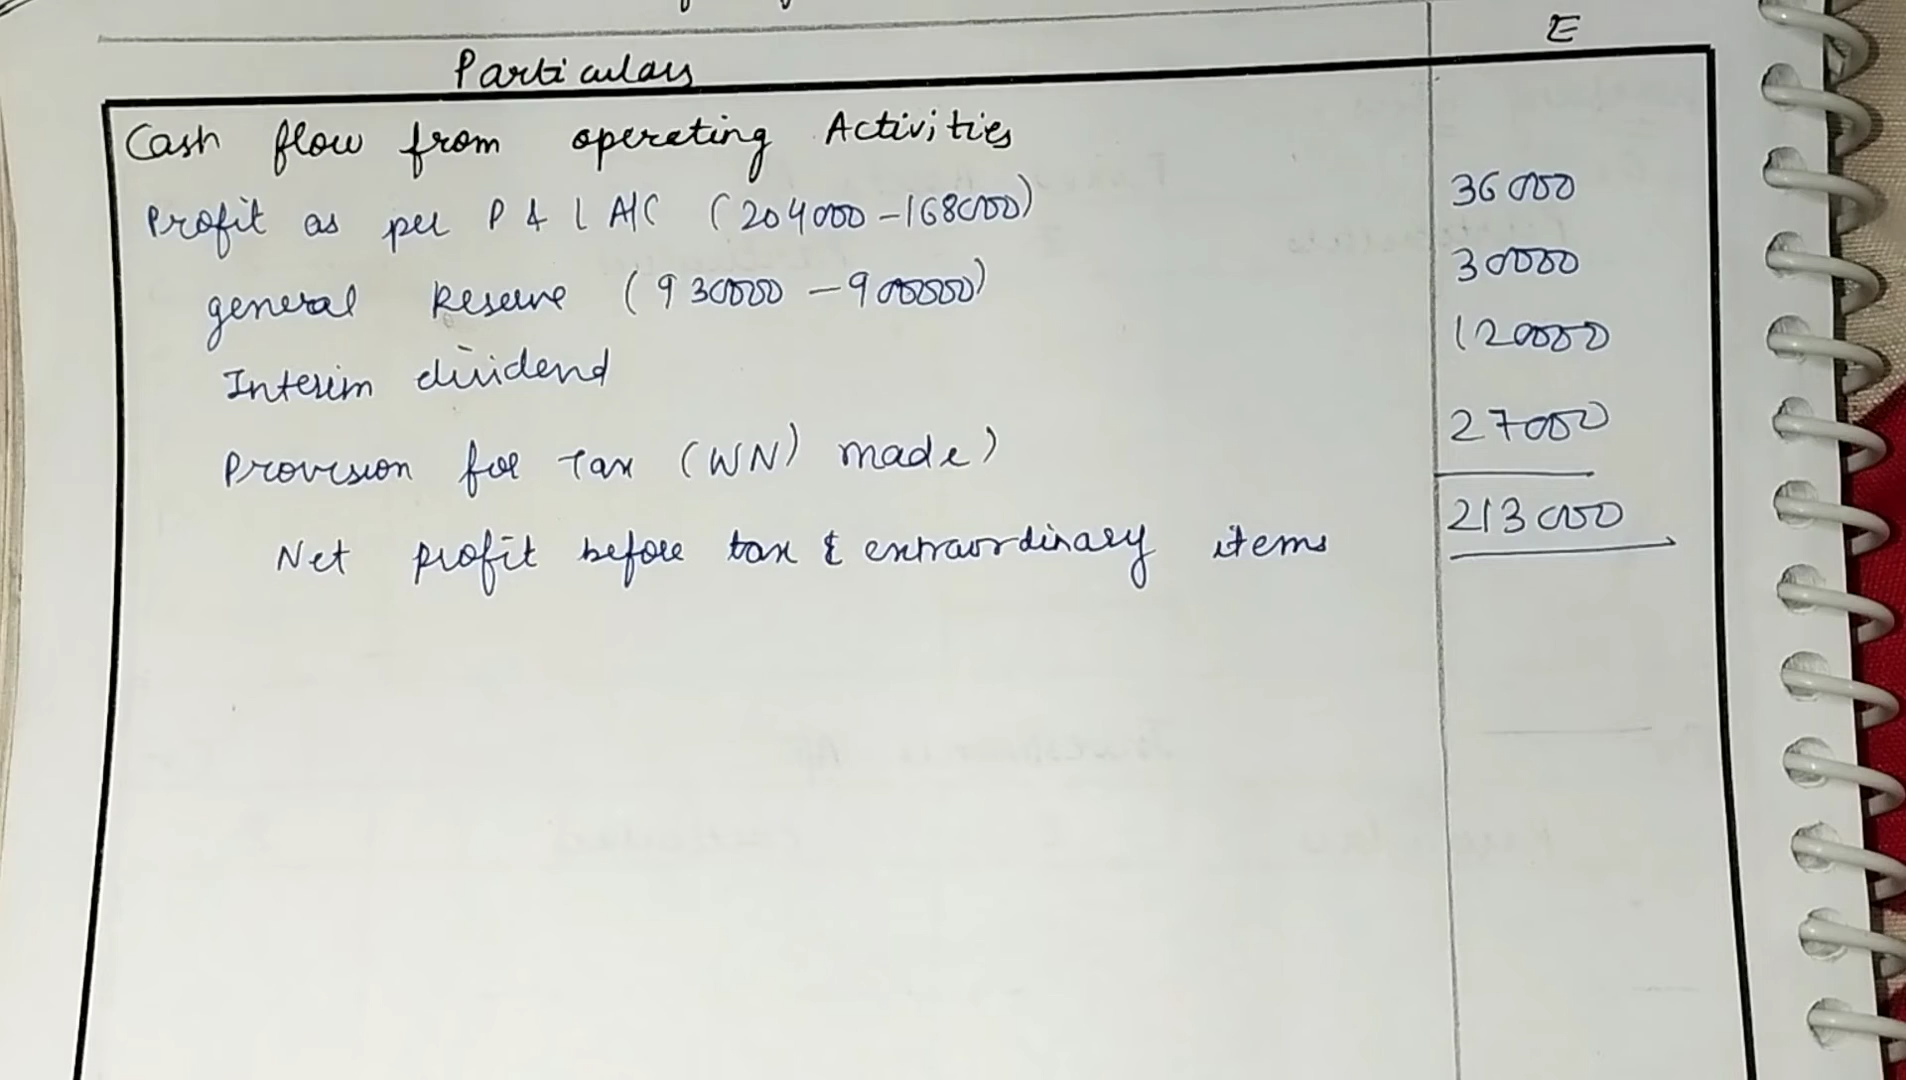 Particulars
Cash flow from operating Activities
Profit as per P & L A/C (204000-168000) 36000
general Reserve (930000-900000) 30000
Interim dividend 120000
Provision for Tax (WN) made) 27000
Net profit before tax & extraordinary items 213000